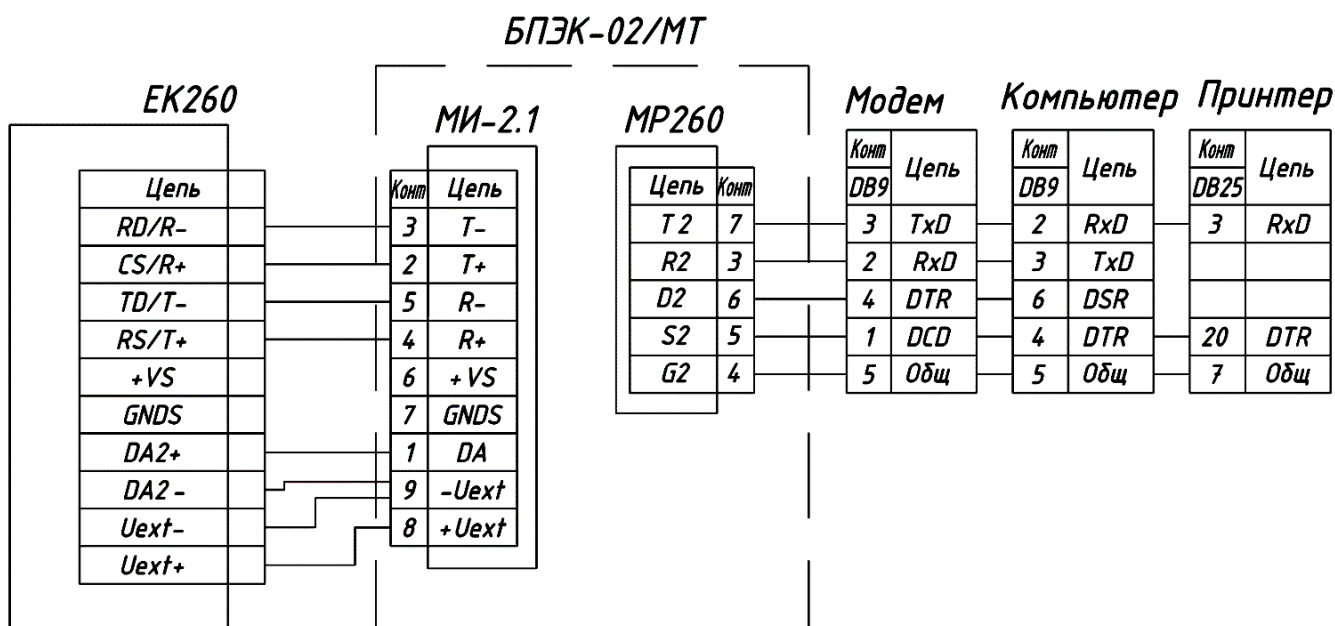 БПЭК-02/МТ
ЕК260
МИ-2.1
МР260
Модем
Компьютер
Принтер
Цепь
RD/R-
CS/R+
TD/T-
RS/T+
+VS
GNDS
DA2+
DA2 -
Uext-
Uext+
Конт Цепь
3 T-
2 T+
5 R-
4 R+
6 +VS
7 GNDS
1 DA
9 -Uext
8 +Uext
Цепь Конт
T 2 7
R2 3
D2 6
S2 5
G2 4
Конт
DB9
Цепь
3 TxD
2 RxD
4 DTR
1 DCD
5 Общ
Конт
DB9
Цепь
2 RxD
3 TxD
6 DSR
4 DTR
5 Общ
Конт
DB25
Цепь
3 RxD
20 DTR
7 Общ